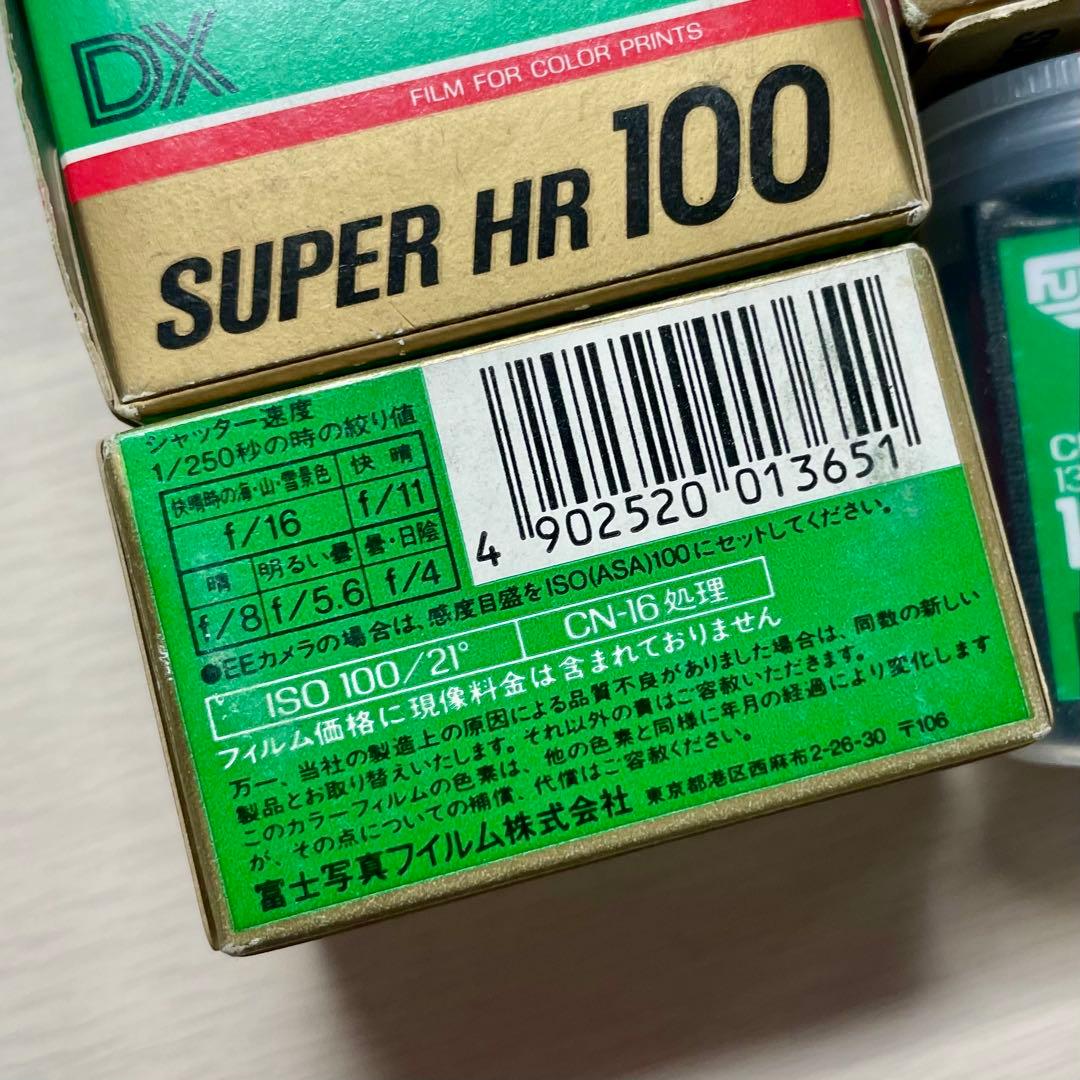 DX
FILM FOR COLOR PRINTS
SUPER HR 100
シャッター速度
1/250秒の時の絞り値
快晴時の海・山・雪景色 快晴
f/16 f/11
晴 明るい曇 曇・日陰
f/8 f/5.6 f/4
4 902520 013651
●EEカメラの場合は、感度目盛をISO(ASA)100にセットしてください。
ISO 100/21° CN-16処理
フィルム価格に現像料金は含まれておりません
万一、当社の製造上の原因による品質不良がありました場合は、同数の新しい
製品とお取り替えいたします。それ以外の責はご容赦いただきます。
このカラーフィルムの色素は、他の色素と同様に年月の経過により変化します
が、その点についての補償、代償はご容赦ください。
富士写真フイルム株式会社 東京都港区西麻布2-26-30 〒106